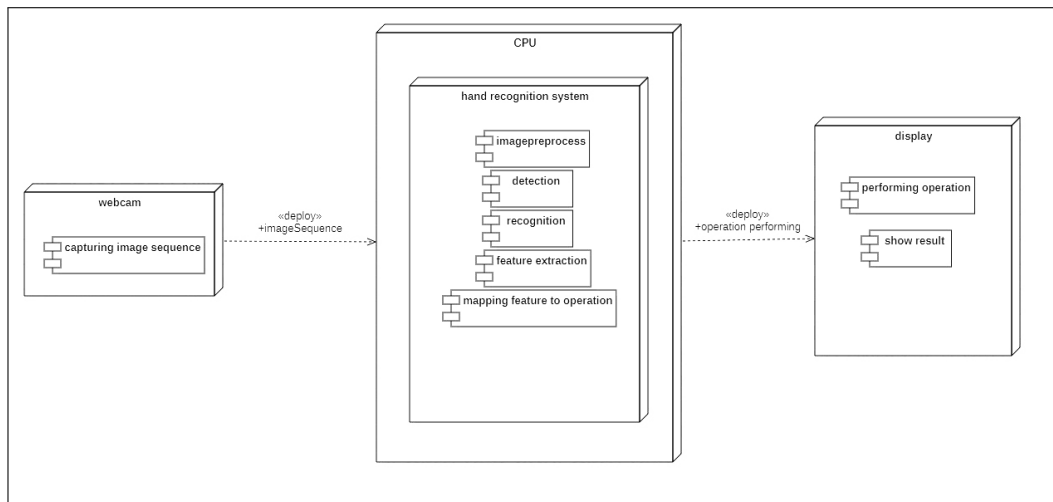 CPU
hand recognition system
imagepreprocess
detection
recognition
feature extraction
mapping feature to operation
webcam
capturing image sequence
«deploy»
+imageSequence
«deploy»
+operation performing
display
performing operation
show result